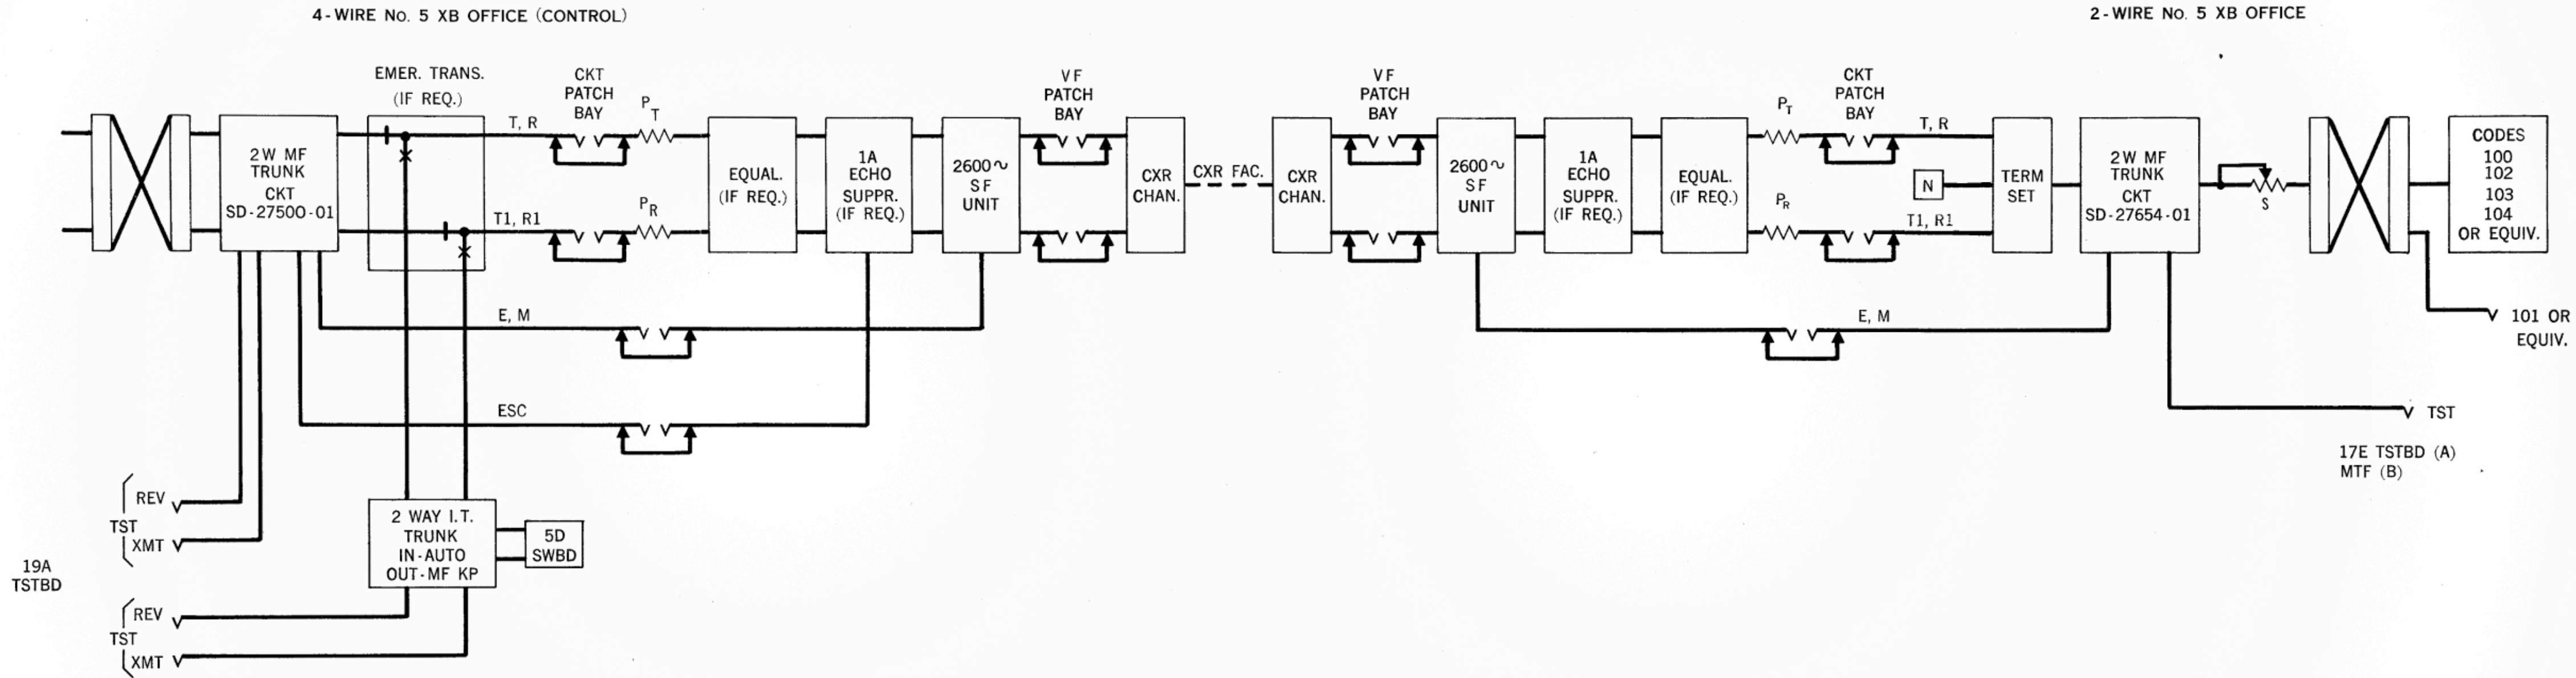 4-WIRE No. 5 XB OFFICE (CONTROL)
2-WIRE No. 5 XB OFFICE
EMER. TRANS.
(IF REQ.)
CKT
PATCH
BAY
P_T
VF
PATCH
BAY
VF
PATCH
BAY
P_T
CKT
PATCH
BAY
2W MF
TRUNK
CKT
SD-27500-01
T, R
T1, R1
P_R
EQUAL.
(IF REQ.)
1A
ECHO
SUPPR.
(IF REQ.)
2600~
SF
UNIT
CXR
CHAN.
CXR FAC.
CXR
CHAN.
2600~
SF
UNIT
1A
ECHO
SUPPR.
(IF REQ.)
EQUAL.
(IF REQ.)
P_R
T, R
N
T1, R1
TERM
SET
2W MF
TRUNK
CKT
SD-27654-01
S
CODES
100
102
103
104
OR EQUIV.
E, M
E, M
101 OR
EQUIV.
ESC
TST
17E TSTBD (A)
MTF (B)
REV
TST
XMT
2 WAY I.T.
TRUNK
IN-AUTO
OUT-MF KP
5D
SWBD
19A
TSTBD
REV
TST
XMT